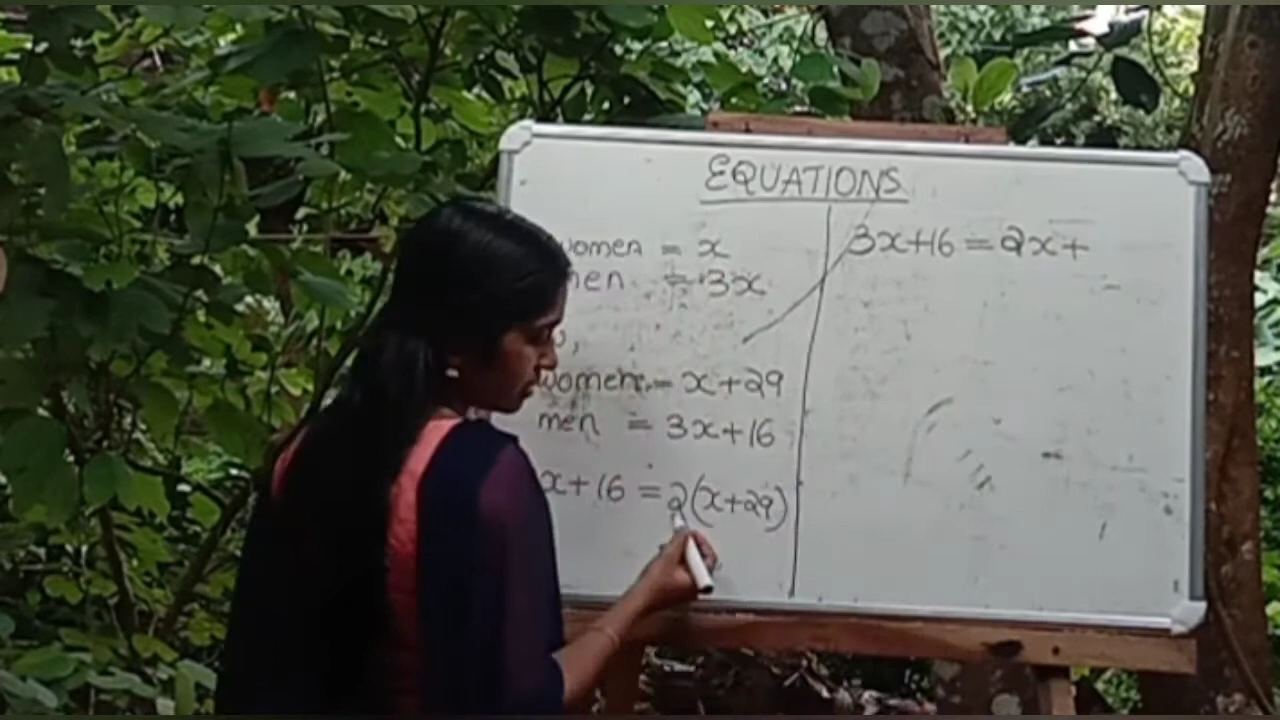 EQUATIONS
women = x
men = 3x
women = x+29
men = 3x+16
x+16 = 2(x+29)
3x+16 = 2x+